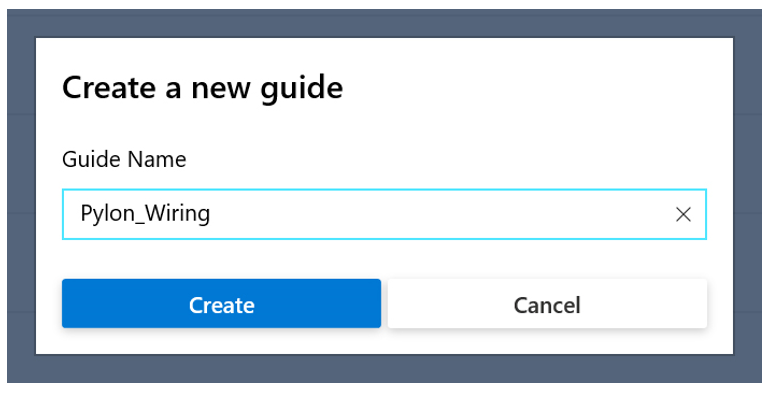 Create a new guide
Guide Name
Pylon_Wiring
Create
Cancel